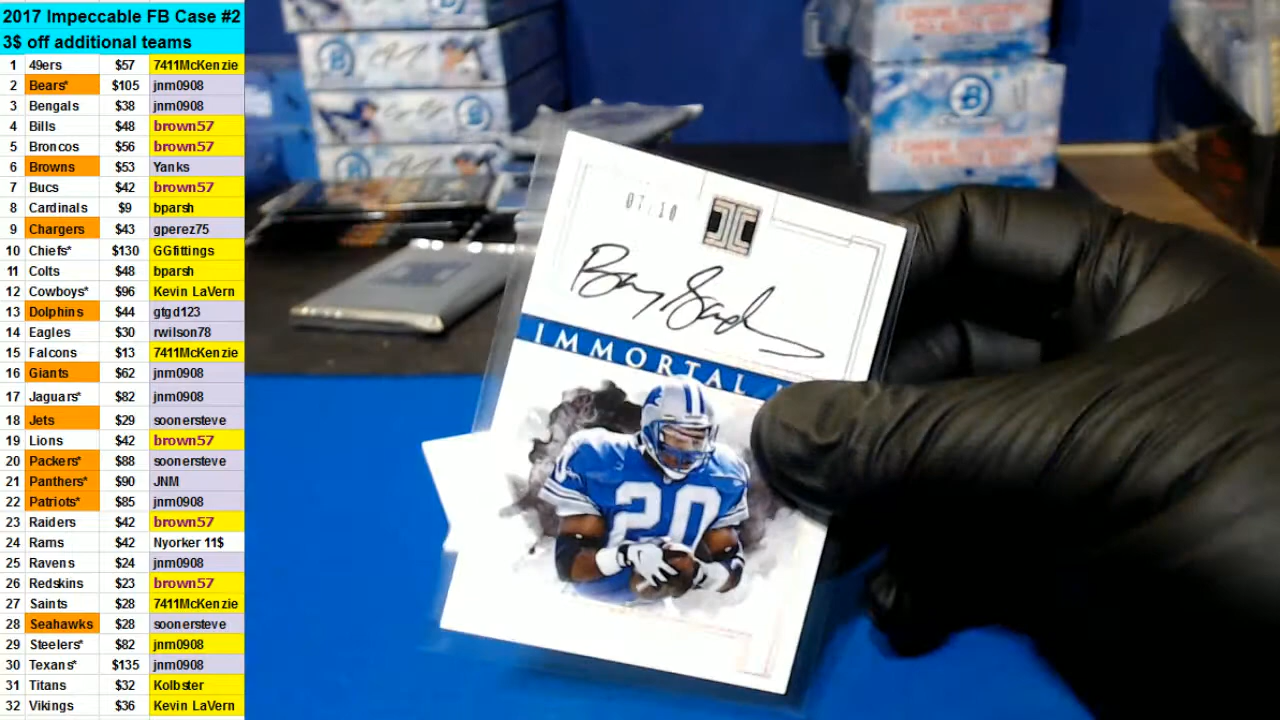 2017 Impeccable FB Case #2
3$ off additional teams
1 49ers $57 7411McKenzie
2 Bears* $105 jnm0908
3 Bengals $38 jnm0908
4 Bills $48 brown57
5 Broncos $56 brown57
6 Browns $53 Yanks
7 Bucs $42 brown57
8 Cardinals $9 bparsh
9 Chargers $43 gperez75
10 Chiefs* $130 GGfittings
11 Colts $48 bparsh
12 Cowboys* $96 Kevin LaVern
13 Dolphins $44 gtgd123
14 Eagles $30 rwilson78
15 Falcons $13 7411McKenzie
16 Giants $62 jnm0908
17 Jaguars* $82 jnm0908
18 Jets $29 soonersteve
19 Lions $42 brown57
20 Packers* $88 soonersteve
21 Panthers* $90 JNM
22 Patriots* $85 jnm0908
23 Raiders $42 brown57
24 Rams $42 Nyorker 11$
25 Ravens $24 jnm0908
26 Redskins $23 brown57
27 Saints $28 7411McKenzie
28 Seahawks $28 soonersteve
29 Steelers* $82 jnm0908
30 Texans* $135 jnm0908
31 Titans $32 Kolbster
32 Vikings $36 Kevin LaVern
07/10
IMMORTAL
20
B